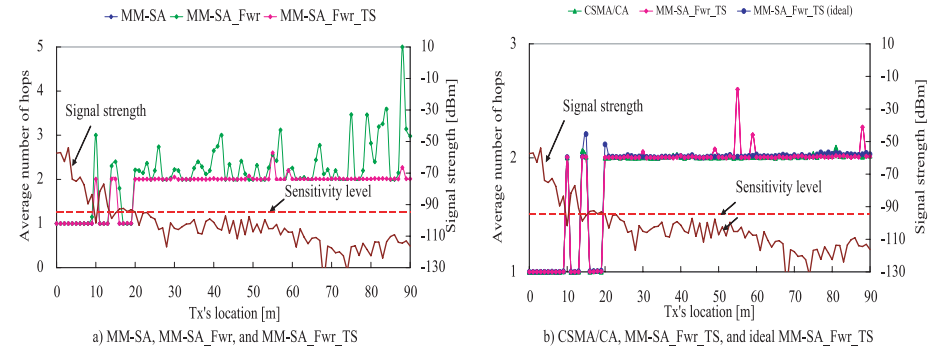 MM-SA MM-SA_Fwr MM-SA_Fwr_TS
Average number of hops
5
4
3
2
1
0
Signal strength
Sensitivity level
10
-10
-30
-50
-70
-90
-110
-130
Signal strength [dBm]
0 10 20 30 40 50 60 70 80 90
Tx's location [m]
a) MM-SA, MM-SA_Fwr, and MM-SA_Fwr_TS
CSMA/CA MM-SA_Fwr_TS MM-SA_Fwr_TS (ideal)
Average number of hops
3
2
1
Signal strength
Sensitivity level
10
-10
-30
-50
-70
-90
-110
-130
Signal strength [dBm]
0 10 20 30 40 50 60 70 80 90
Tx's location [m]
b) CSMA/CA, MM-SA_Fwr_TS, and ideal MM-SA_Fwr_TS